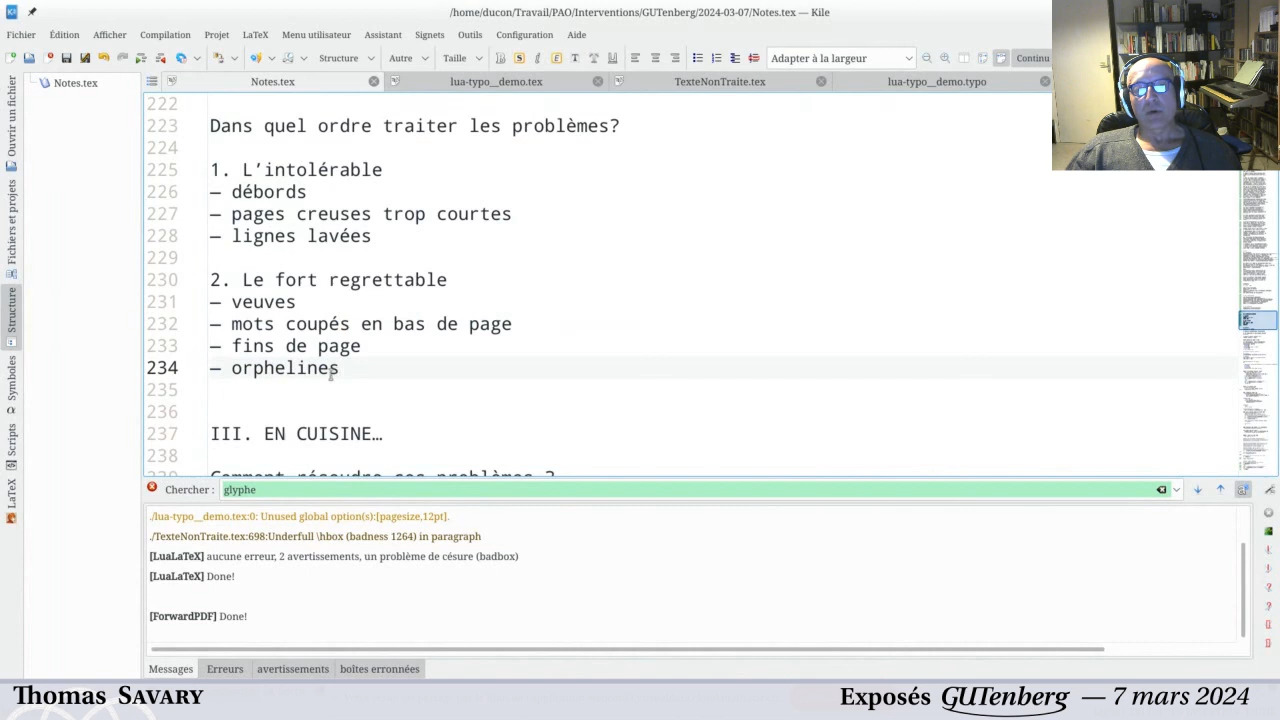 /home/ducon/Travail/PAO/Interventions/GUTenberg/2024-03-07/Notes.tex — Kile
Fichier Édition Afficher Compilation Projet LaTeX Menu utilisateur Assistant Signets Outils Configuration Aide
Structure Autre Taille Adapter à la largeur Continu
Notes.tex
Notes.tex lua-typo__demo.tex TexteNonTraite.tex lua-typo__demo.typo
Ouvrir un fichier
Structure
222
223 Dans quel ordre traiter les problèmes?
224
225 1. L’intolérable
226 — débords
227 — pages creuses trop courtes
228 — lignes lavées
229
230 2. Le fort regrettable
231 — veuves
232 — mots coupés en bas de page
233 — fins de page
234 — orphelines
235
236
237 III. EN CUISINE…
238
Chercher : glyphe
./lua-typo__demo.tex:0: Unused global option(s):[pagesize,12pt].
./TexteNonTraite.tex:698:Underfull \hbox (badness 1264) in paragraph
[LuaLaTeX] aucune erreur, 2 avertissements, un problème de césure (badbox)
[LuaLaTeX] Done!
[ForwardPDF] Done!
Messages Erreurs avertissements boîtes erronnées
Thomas SAVARY
Exposés GUTenberg — 7 mars 2024